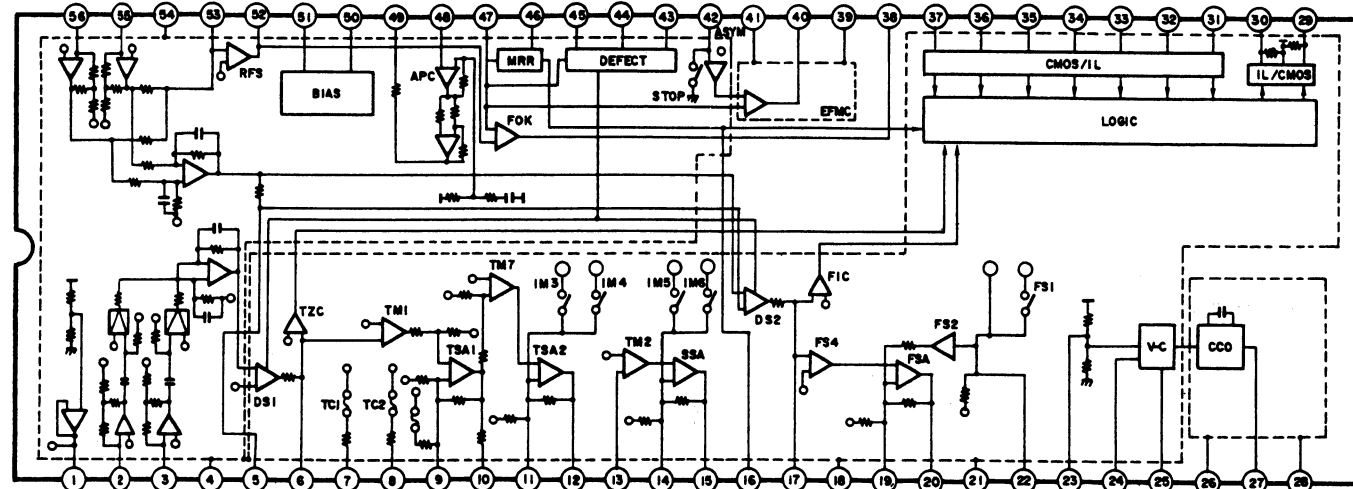 56 55 54 53 52 51 50 49 48 47 46 45 44 43 42 41 40 39 38 37 36 35 34 33 32 31 30 29
ASYM
RFS
MRR
DEFECT
CMOS/IL
APC
IL/CMOS
BIAS
STOP
EFMC
FOK
LOGIC
TM7
IM3
IM4
IM5
IM6
FIC
FS1
TZC
TM1
DS2
FS2
TSA1
TSA2
TM2
SSA
FS4
FSA
V-C
CCO
DS1
TC1
TC2
1 2 3 4 5 6 7 8 9 10 11 12 13 14 15 16 17 18 19 20 21 22 23 24 25 26 27 28